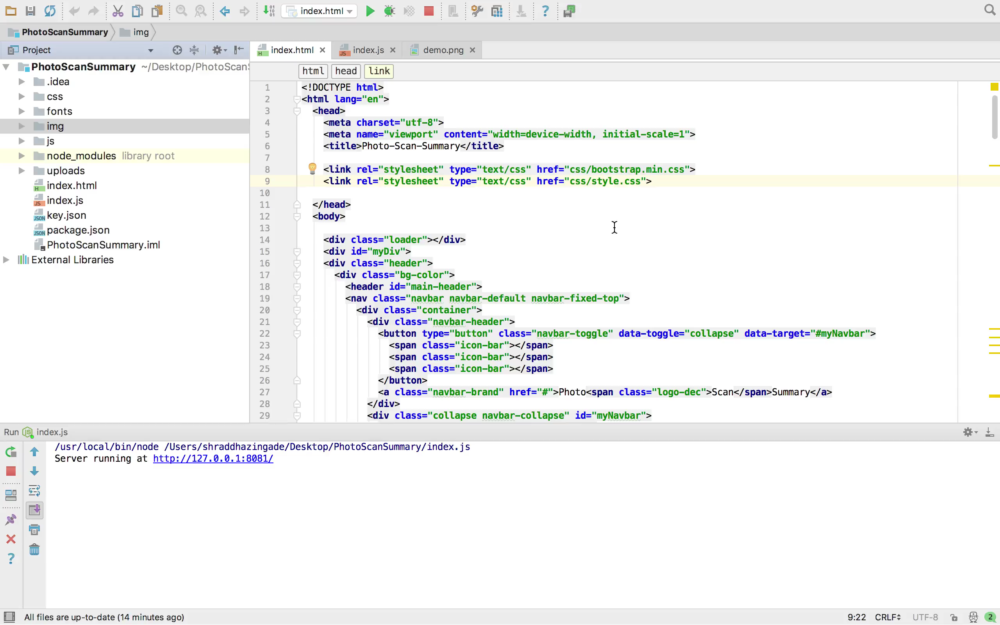 index.html
PhotoScanSummary img
Project
index.html
index.js
demo.png
PhotoScanSummary ~/Desktop/PhotoScan
.idea
css
fonts
img
js
node_modules library root
uploads
index.html
index.js
key.json
package.json
PhotoScanSummary.iml
External Libraries
html head link
1 <!DOCTYPE html>
2 <html lang="en">
3 <head>
4 <meta charset="utf-8">
5 <meta name="viewport" content="width=device-width, initial-scale=1">
6 <title>Photo-Scan-Summary</title>
7
8 <link rel="stylesheet" type="text/css" href="css/bootstrap.min.css">
9 <link rel="stylesheet" type="text/css" href="css/style.css">
10
11 </head>
12 <body>
13
14 <div class="loader"></div>
15 <div id="myDiv">
16 <div class="header">
17 <div class="bg-color">
18 <header id="main-header">
19 <nav class="navbar navbar-default navbar-fixed-top">
20 <div class="container">
21 <div class="navbar-header">
22 <button type="button" class="navbar-toggle" data-toggle="collapse" data-target="#myNavbar">
23 <span class="icon-bar"></span>
24 <span class="icon-bar"></span>
25 <span class="icon-bar"></span>
26 </button>
27 <a class="navbar-brand" href="#">Photo<span class="logo-dec">Scan</span>Summary</a>
28 </div>
29 <div class="collapse navbar-collapse" id="myNavbar">
Run index.js
/usr/local/bin/node /Users/shraddhazingade/Desktop/PhotoScanSummary/index.js
Server running at http://127.0.0.1:8081/
All files are up-to-date (14 minutes ago)
9:22 CRLF UTF-8 2